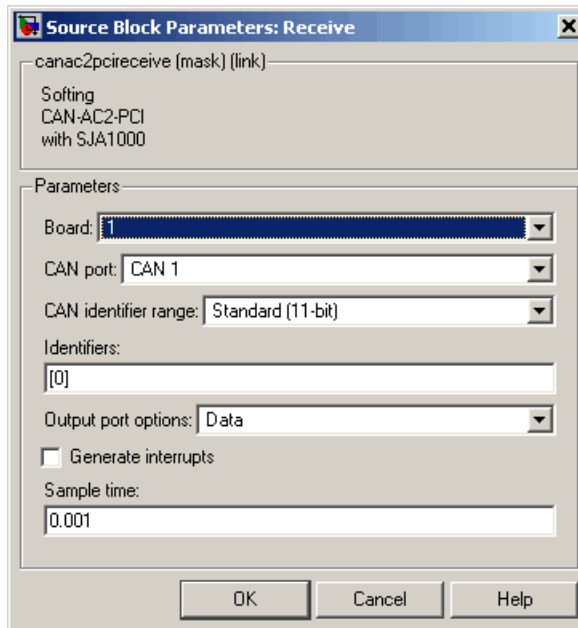 Source Block Parameters: Receive
canac2pcireceive (mask) (link)
Softing
CAN-AC2-PCI
with SJA1000
Parameters
Board: 1
CAN port: CAN 1
CAN identifier range: Standard (11-bit)
Identifiers:
[0]
Output port options: Data
Generate interrupts
Sample time:
0.001
OK Cancel Help